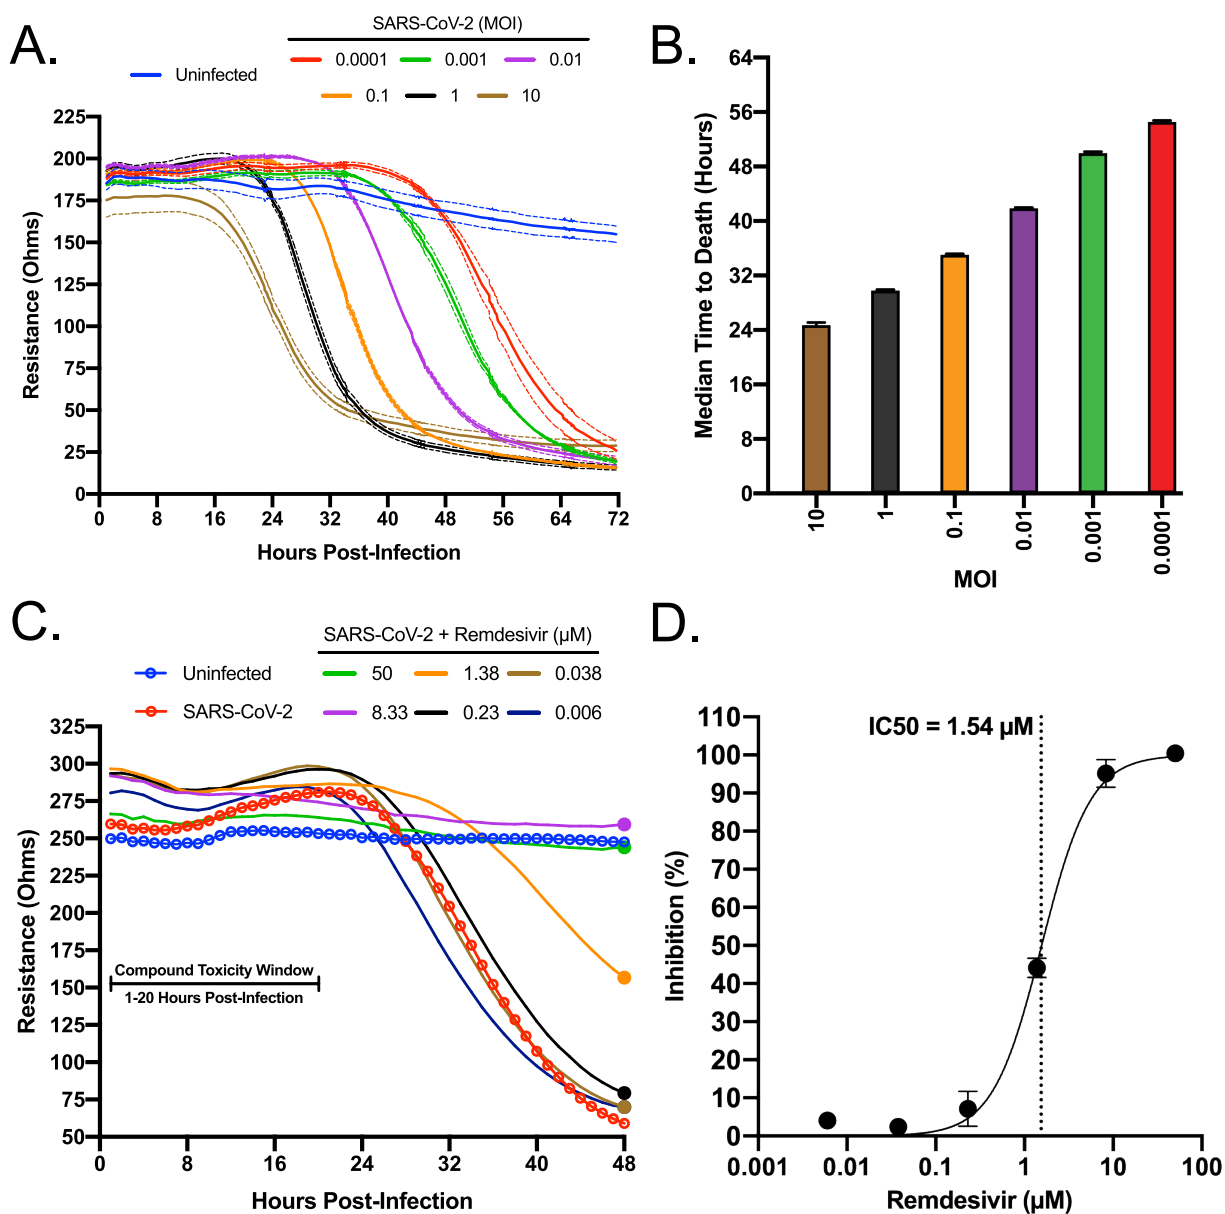 A.
SARS-CoV-2 (MOI)
Uninfected
0.0001 0.001 0.01
0.1 1 10
225
200
175
150
125
100
75
50
25
0
Resistance (Ohms)
0 8 16 24 32 40 48 56 64 72
Hours Post-Infection
B.
64
56
48
40
32
24
16
8
0
Median Time to Death (Hours)
10 1 0.1 0.01 0.001 0.0001
MOI
C.
SARS-CoV-2 + Remdesivir (µM)
Uninfected 50 1.38 0.038
SARS-CoV-2 8.33 0.23 0.006
325
300
275
250
225
200
175
150
125
100
75
50
Resistance (Ohms)
Compound Toxicity Window
1-20 Hours Post-Infection
0 8 16 24 32 40 48
Hours Post-Infection
D.
110
100
90
80
70
60
50
40
30
20
10
0
Inhibition (%)
IC50 = 1.54 µM
0.001 0.01 0.1 1 10 100
Remdesivir (µM)